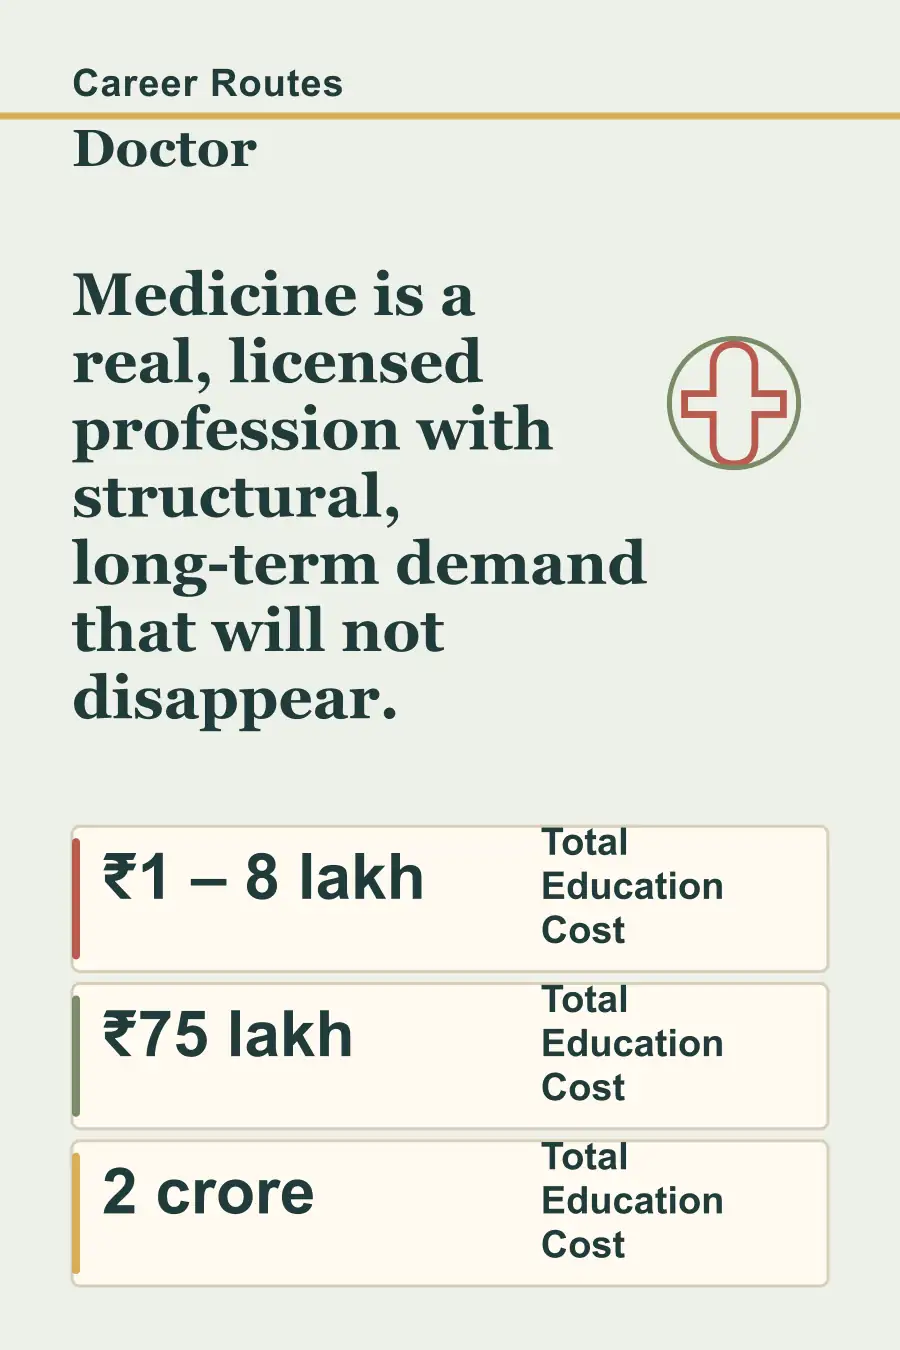 Career Routes
Doctor
Medicine is a
real, licensed
profession with
structural,
long-term demand
that will not
disappear.
₹1 – 8 lakh
Total
Education
Cost
₹75 lakh
Total
Education
Cost
2 crore
Total
Education
Cost